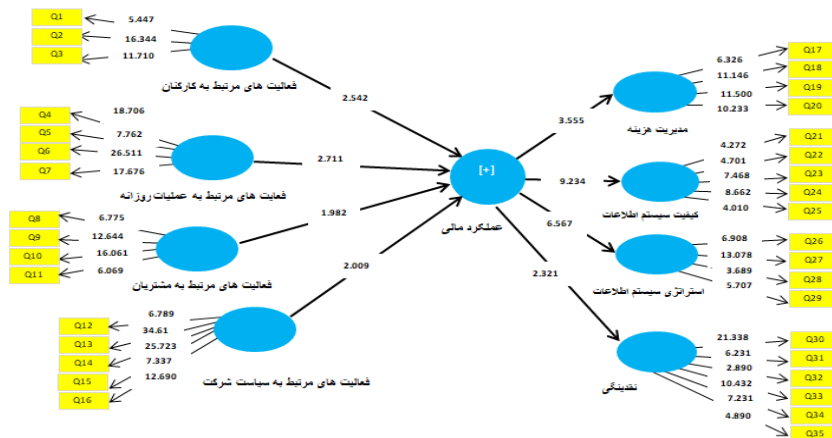 Q1
Q2
Q3
5.447
16.344
11.710
فعالیت های مرتبط به کارکنان
2.542
Q4
Q5
Q6
Q7
18.706
7.762
26.511
17.676
فعایت های مرتبط به عملیات روزانه
2.711
Q8
Q9
Q10
Q11
6.775
12.644
16.061
6.069
فعالیت های مرتبط به مشتریان
1.982
Q12
Q13
Q14
Q15
Q16
6.789
34.61
25.723
7.337
12.690
فعالیت های مرتبط به سیاست شرکت
2.009
[+]
عملکرد مالی
3.555
9.234
6.567
2.321
مدیریت هزینه
6.326
11.146
11.500
10.233
Q17
Q18
Q19
Q20
کیفیت سیستم اطلاعات
4.272
4.701
7.468
8.662
4.010
Q21
Q22
Q23
Q24
Q25
استراتژی سیستم اطلاعات
6.908
13.078
3.689
5.707
Q26
Q27
Q28
Q29
نقدینگی
21.338
6.231
2.890
10.432
7.231
4.890
Q30
Q31
Q32
Q33
Q34
Q35